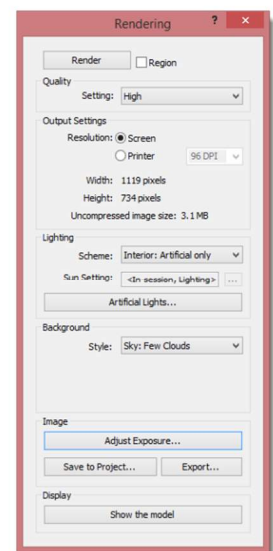 Rendering ? ×
Render Region
Quality
Setting: High
Output Settings
Resolution: Screen
Printer 96 DPI
Width: 1119 pixels
Height: 734 pixels
Uncompressed image size: 3.1 MB
Lighting
Scheme: Interior: Artificial only
Sun Setting: <In session, Lighting> ...
Artificial Lights...
Background
Style: Sky: Few Clouds
Image
Adjust Exposure...
Save to Project... Export...
Display
Show the model